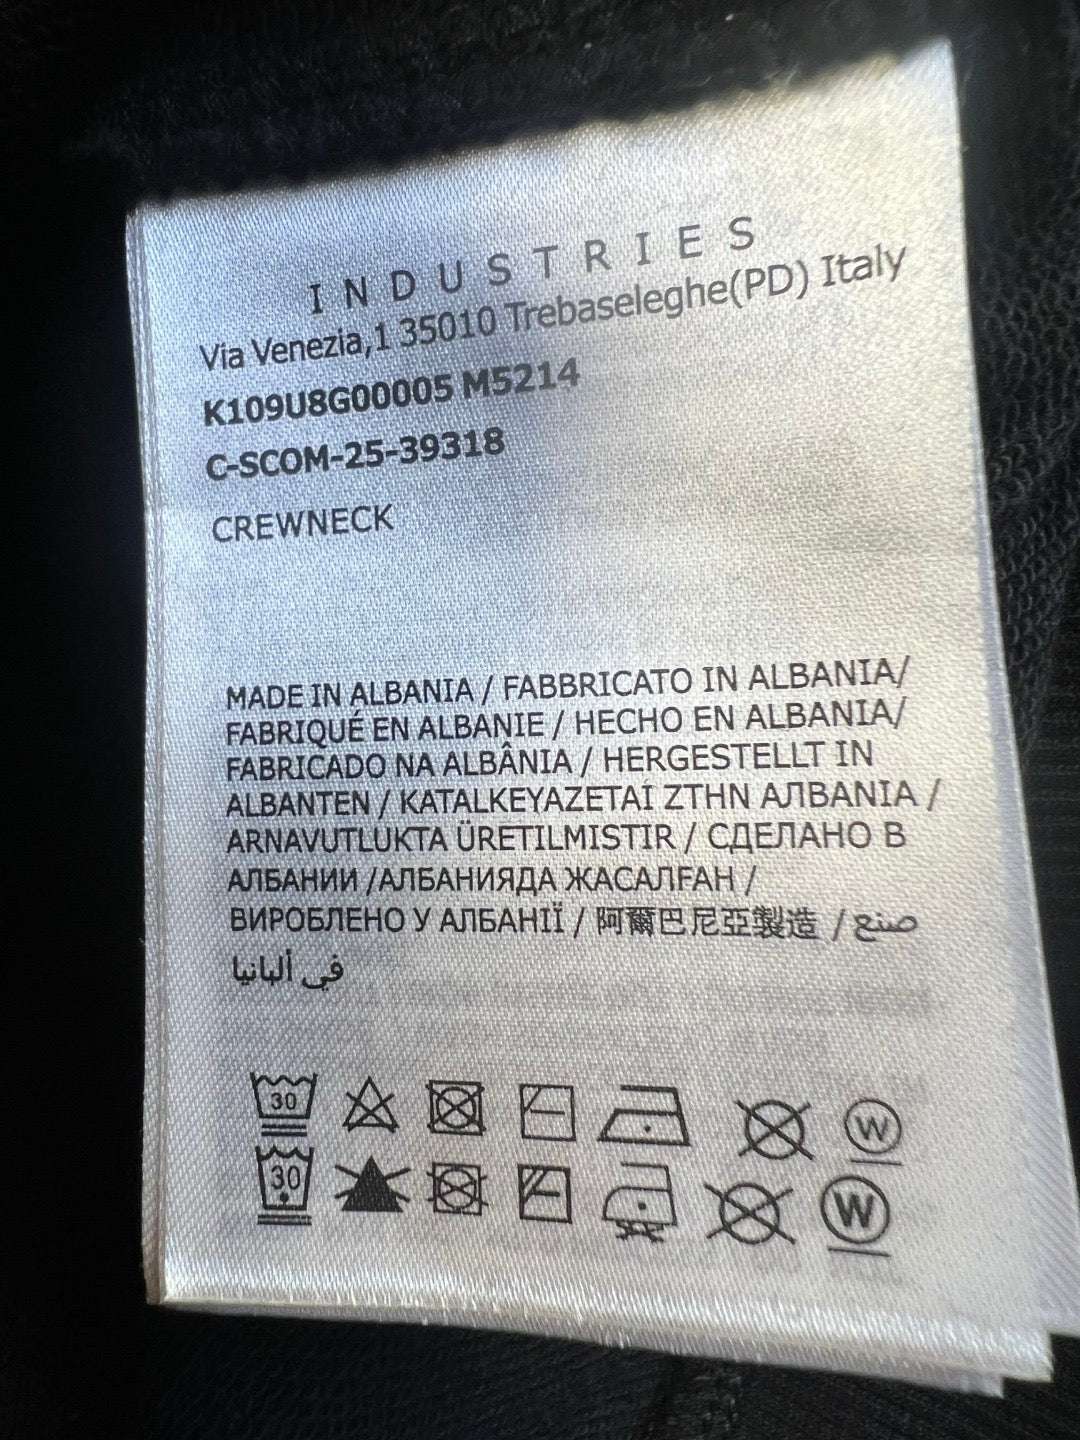 INDUSTRIES
Via Venezia,1 35010 Trebaseleghe(PD) Italy
K109U8G00005 M5214
C-SCOM-25-39318
CREWNECK
MADE IN ALBANIA / FABBRICATO IN ALBANIA/
FABRIQUÉ EN ALBANIE / HECHO EN ALBANIA/
FABRICADO NA ALBÂNIA / HERGESTELLT IN
ALBANTEN / KATALKEYAZETAÍ ZTHN AΛBANIA /
ARNAVUTLUKTA ÜRETILMISTIR / СДЕЛАНО В
АЛБАНИИ /АЛБАНИЯДА ЖАСАЛҒАН /
ВИРОБЛЕНО У АЛБАНІЇ / 阿爾巴尼亞製造 / صنع
في ألبانيا
30 W
30 W